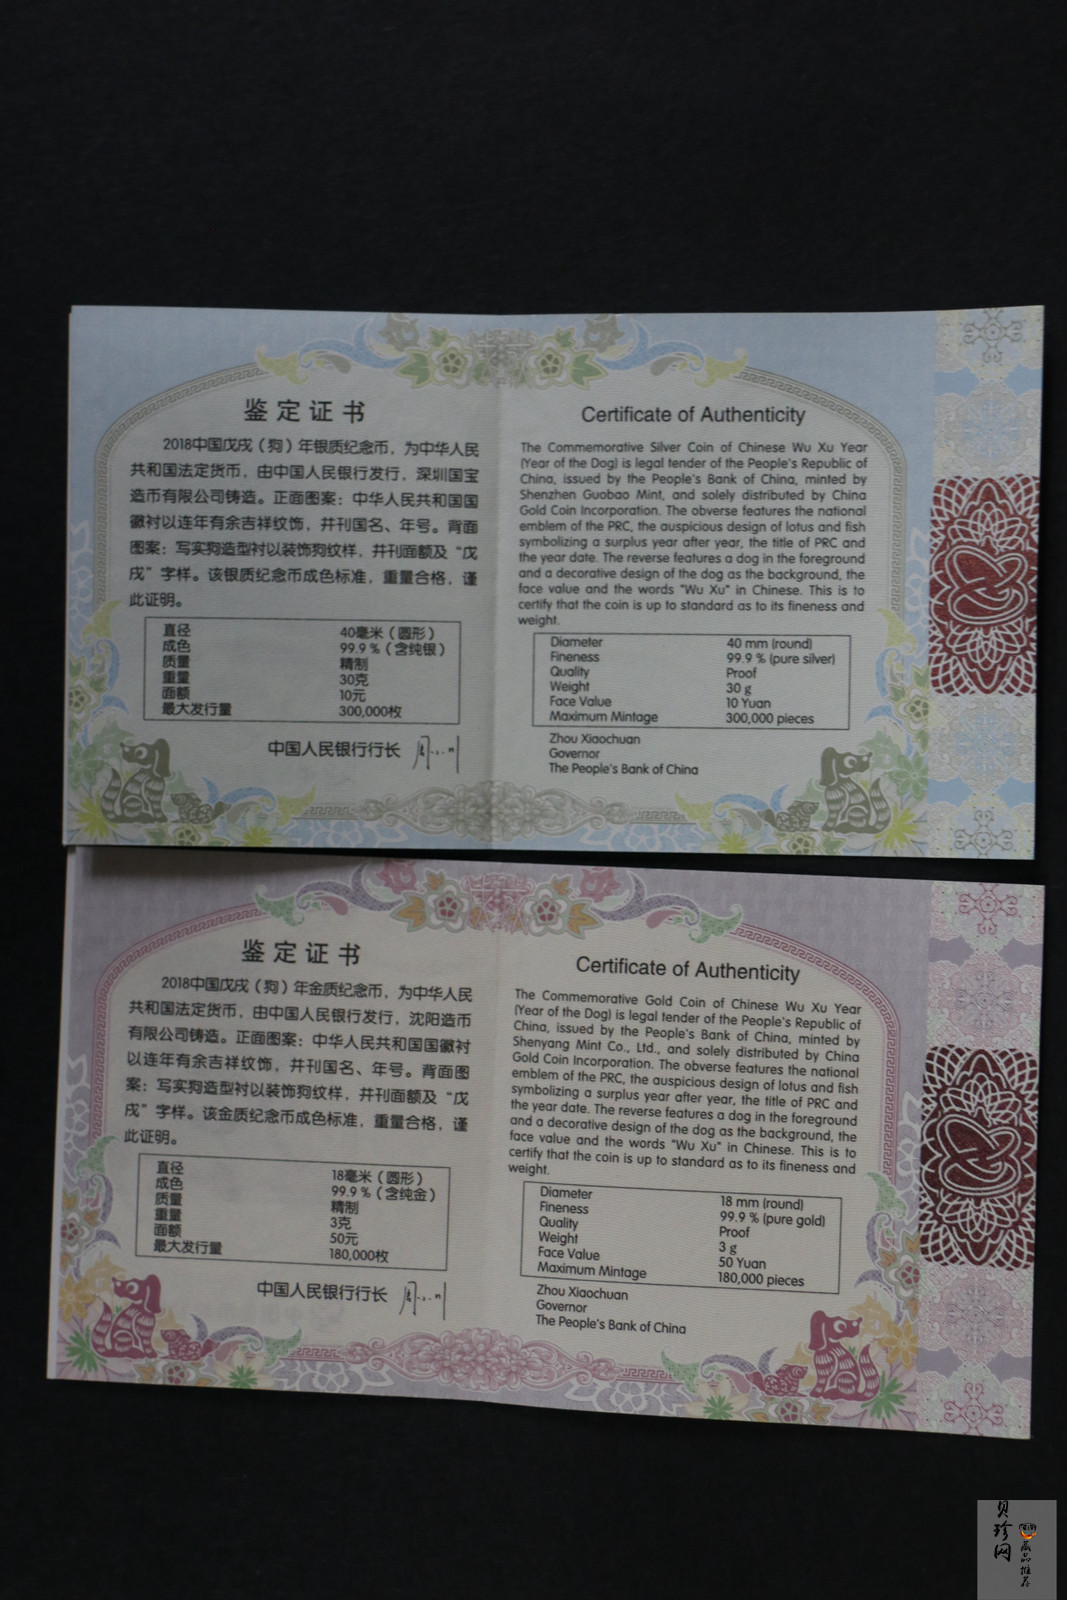 鉴定证书
2018中国戊戌（狗）年银质纪念币，为中华人民
共和国法定货币，由中国人民银行发行，深圳国宝
造币有限公司铸造。正面图案：中华人民共和国国
徽衬以连年有余吉祥纹饰，并刊国名、年号。背面
图案：写实狗造型衬以装饰狗纹样，并刊面额及“戊
戌”字样。该银质纪念币成色标准，重量合格，谨
此证明。
直径 40毫米（圆形）
成色 99.9％（含纯银）
质量 精制
重量 30克
面额 10元
最大发行量 300,000枚
中国人民银行行长
Certificate of Authenticity
The Commemorative Silver Coin of Chinese Wu Xu Year
(Year of the Dog) is legal tender of the People's Republic of
China, issued by the People's Bank of China, minted by
Shenzhen Guobao Mint, and solely distributed by China
Gold Coin Incorporation. The obverse features the national
emblem of the PRC, the auspicious design of lotus and fish
symbolizing a surplus year after year, the title of PRC and
the year date. The reverse features a dog in the foreground
and a decorative design of the dog as the background, the
face value and the words "Wu Xu" in Chinese. This is to
certify that the coin is up to standard as to its fineness and
weight.
Diameter 40 mm (round)
Fineness 99.9 % (pure silver)
Quality Proof
Weight 30 g
Face Value 10 Yuan
Maximum Mintage 300,000 pieces
Zhou Xiaochuan
Governor
The People's Bank of China
鉴定证书
2018中国戊戌（狗）年金质纪念币，为中华人民
共和国法定货币，由中国人民银行发行，沈阳造币
有限公司铸造。正面图案：中华人民共和国国徽衬
以连年有余吉祥纹饰，并刊国名、年号。背面图
案：写实狗造型衬以装饰狗纹样，并刊面额及“戊
戌”字样。该金质纪念币成色标准，重量合格，谨
此证明。
直径 18毫米（圆形）
成色 99.9％（含纯金）
质量 精制
重量 3克
面额 50元
最大发行量 180,000枚
中国人民银行行长
Certificate of Authenticity
The Commemorative Gold Coin of Chinese Wu Xu Year
(Year of the Dog) is legal tender of the People's Republic of
China, issued by the People's Bank of China, minted by
Shenyang Mint Co., Ltd., and solely distributed by China
Gold Coin Incorporation. The obverse features the national
emblem of the PRC, the auspicious design of lotus and fish
symbolizing a surplus year after year, the title of PRC and
the year date. The reverse features a dog in the foreground
and a decorative design of the dog as the background, the
face value and the words "Wu Xu" in Chinese. This is to
certify that the coin is up to standard as to its fineness and
weight.
Diameter 18 mm (round)
Fineness 99.9 % (pure gold)
Quality Proof
Weight 3 g
Face Value 50 Yuan
Maximum Mintage 180,000 pieces
Zhou Xiaochuan
Governor
The People's Bank of China
贝珍网
藏品推荐